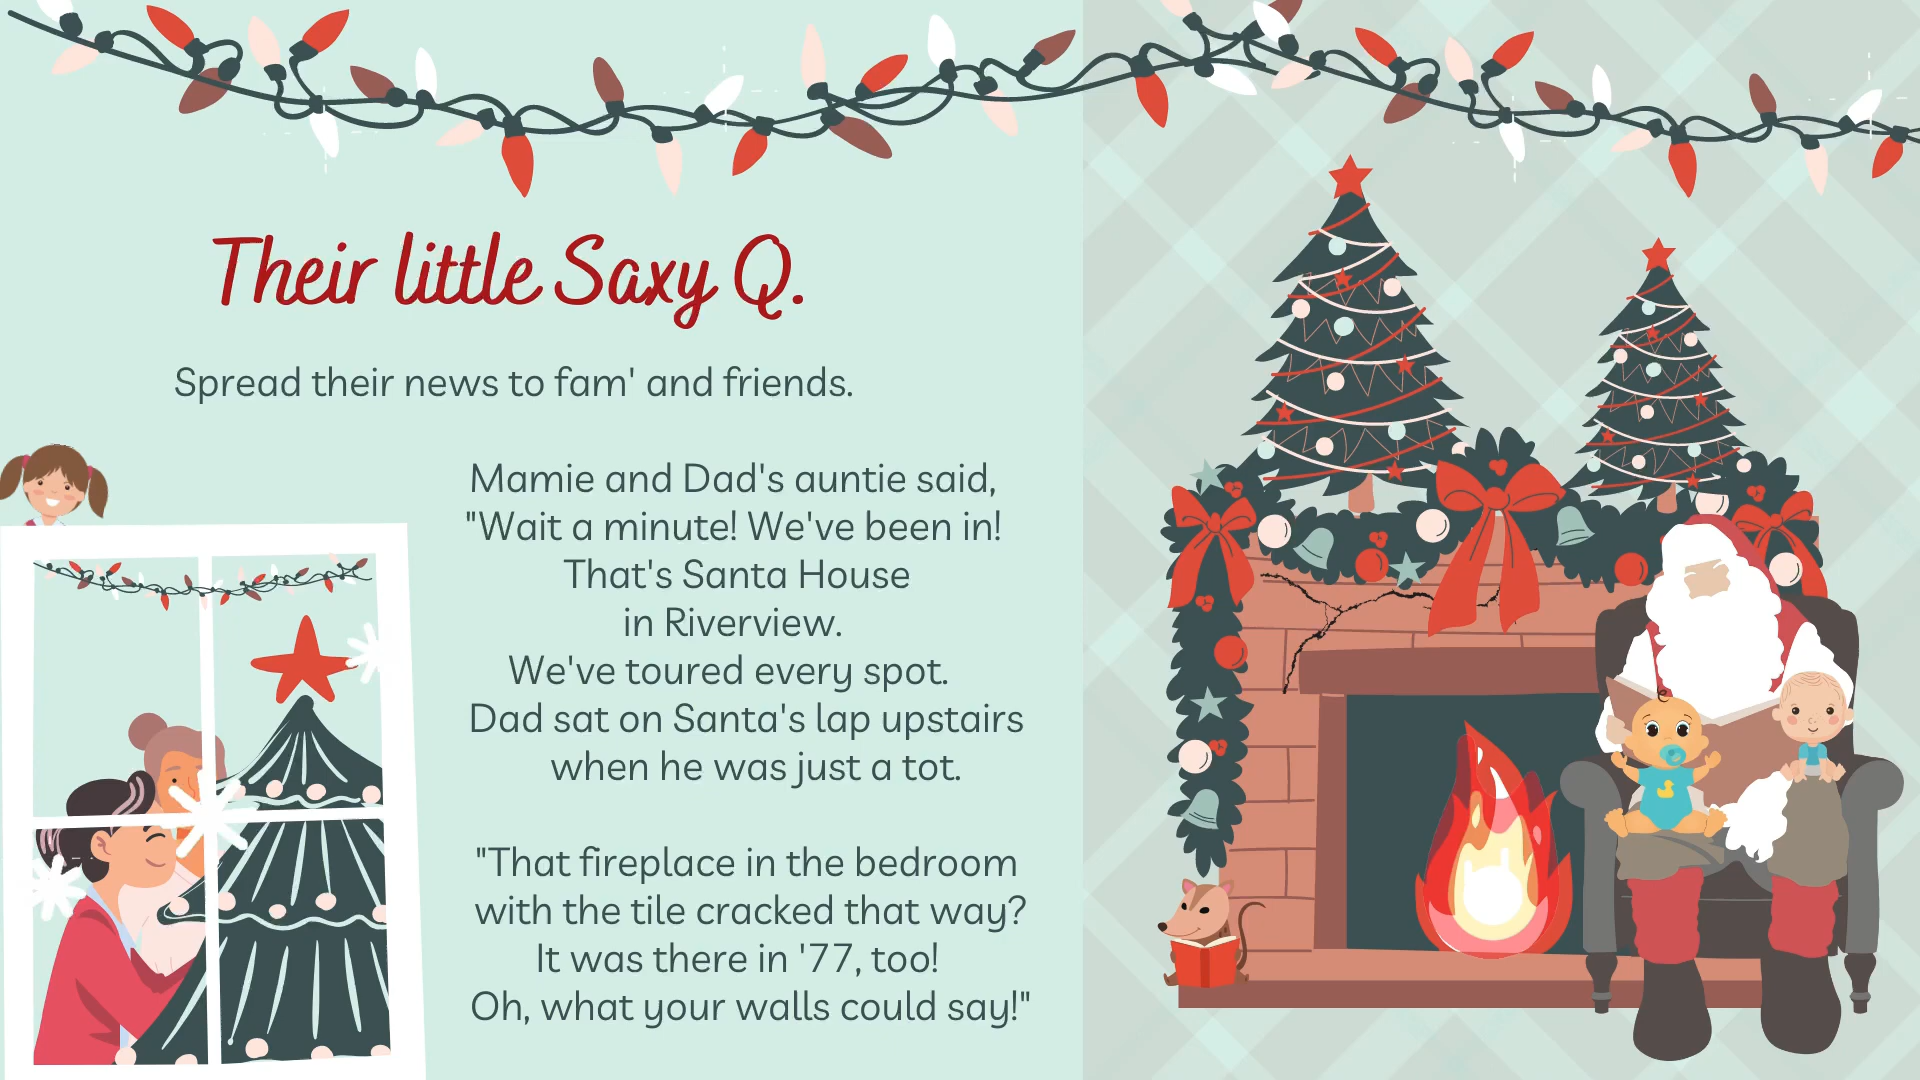 Their little Saxy Q.
Spread their news to fam' and friends.
Mamie and Dad's auntie said,
"Wait a minute! We've been in!
That's Santa House
in Riverview.
We've toured every spot.
Dad sat on Santa's lap upstairs
when he was just a tot.
"That fireplace in the bedroom
with the tile cracked that way?
It was there in '77, too!
Oh, what your walls could say!"